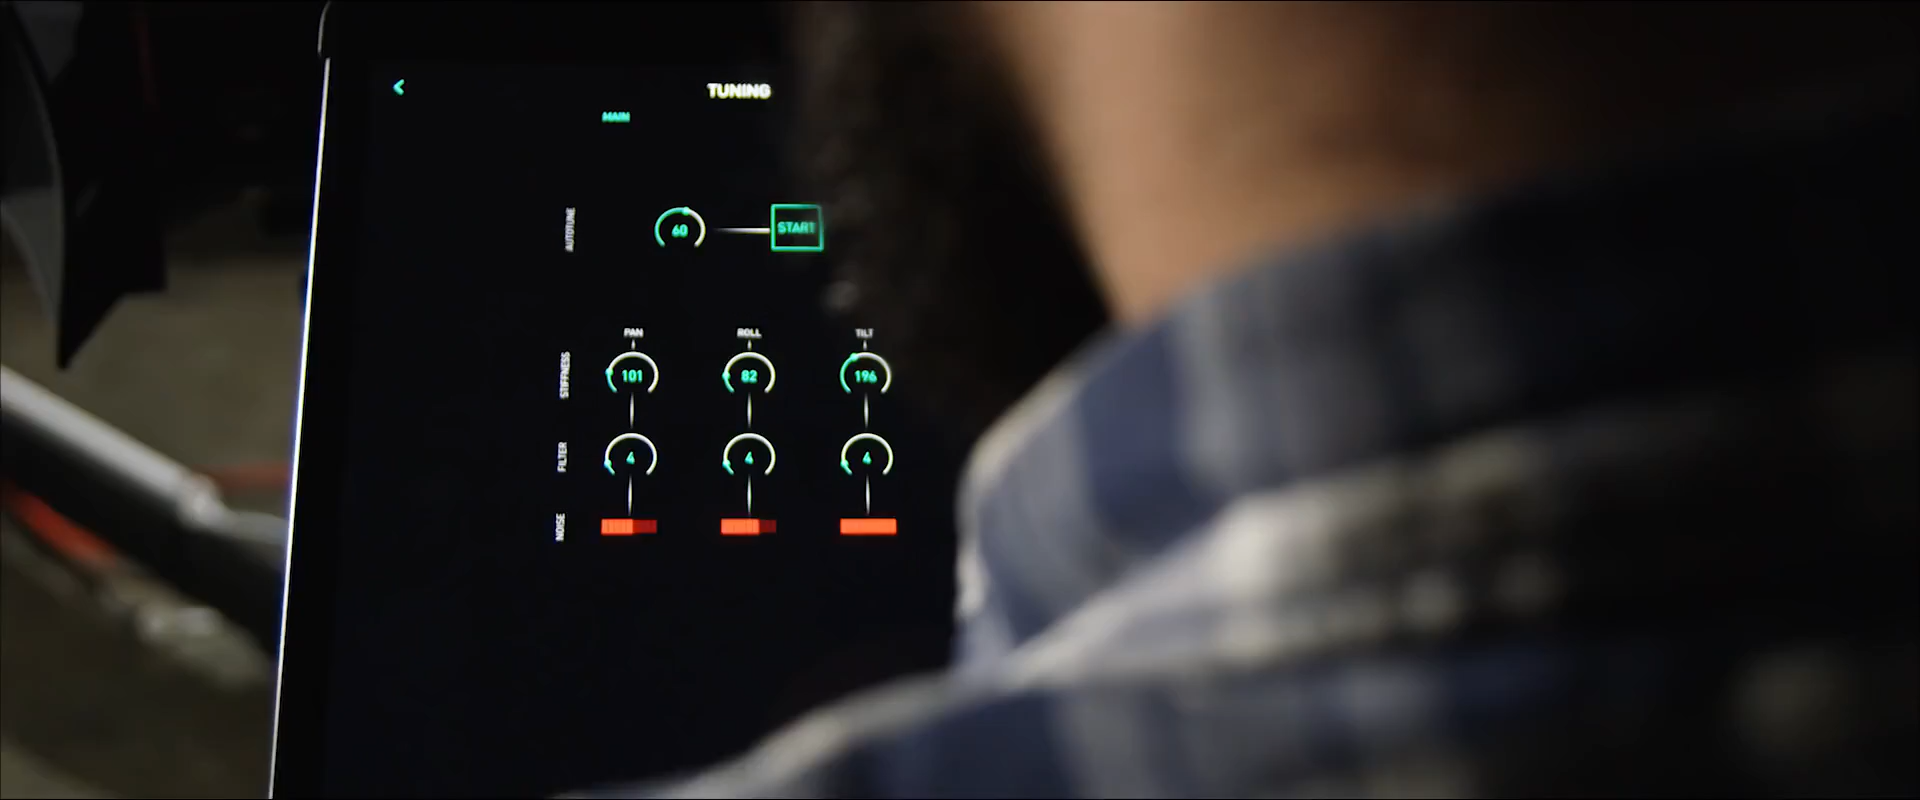 TUNING
MAIN
AUTOTUNE
60
START
PAN ROLL TILT
STIFFNESS
101 82 196
FILTER
4 4 4
NOISE